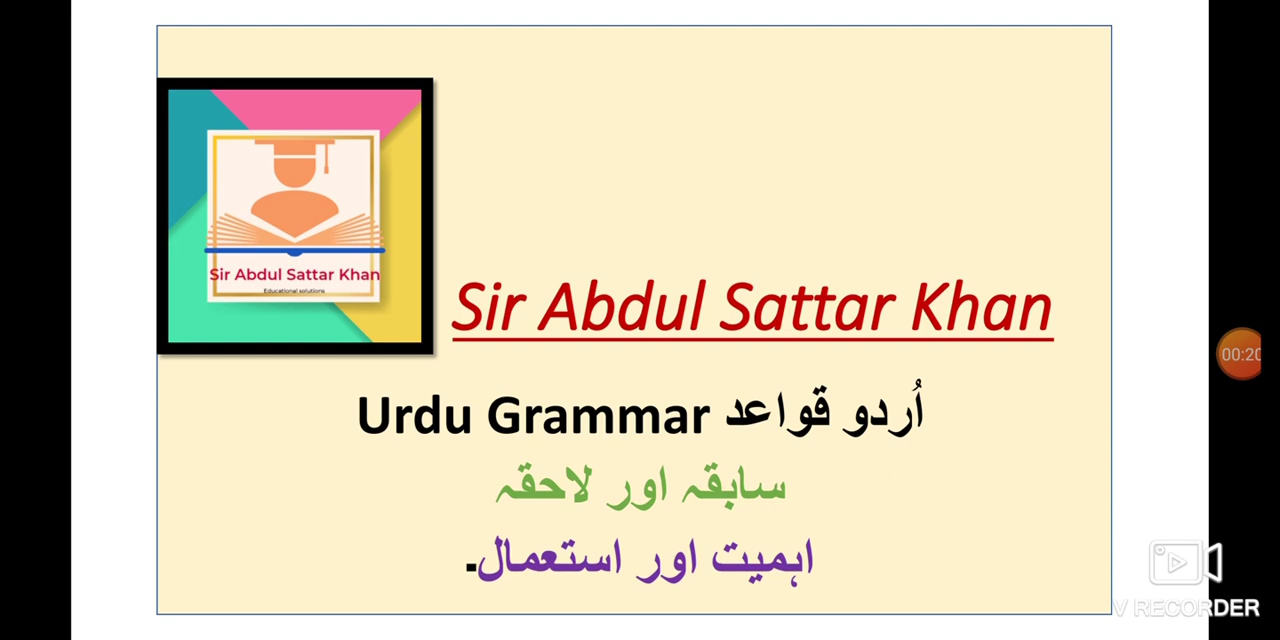 Sir Abdul Sattar Khan
Educational solutions
Sir Abdul Sattar Khan
Urdu Grammar اُردو قواعد
سابقہ اور لاحقہ
اہمیت اور استعمال۔
00:20
V RECORDER